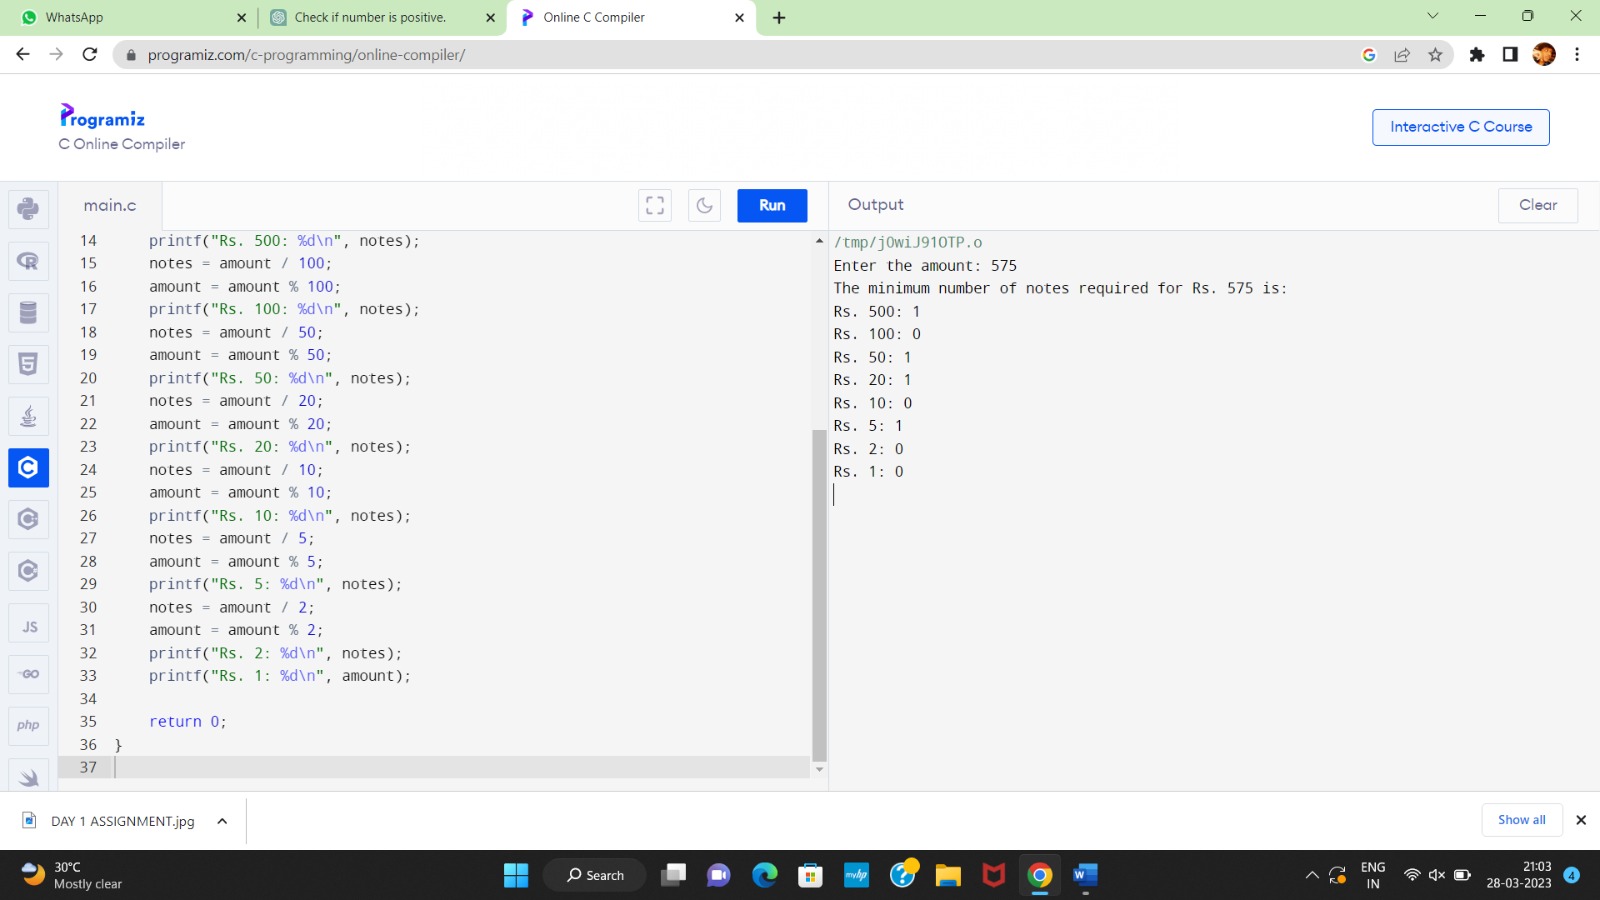 WhatsApp
Check if number is positive.
Online C Compiler
programiz.com/c-programming/online-compiler/
Programiz
C Online Compiler
Interactive C Course
main.c
Run
Output
Clear
14 printf("Rs. 500: %d\n", notes);
15 notes = amount / 100;
16 amount = amount % 100;
17 printf("Rs. 100: %d\n", notes);
18 notes = amount / 50;
19 amount = amount % 50;
20 printf("Rs. 50: %d\n", notes);
21 notes = amount / 20;
22 amount = amount % 20;
23 printf("Rs. 20: %d\n", notes);
24 notes = amount / 10;
25 amount = amount % 10;
26 printf("Rs. 10: %d\n", notes);
27 notes = amount / 5;
28 amount = amount % 5;
29 printf("Rs. 5: %d\n", notes);
30 notes = amount / 2;
31 amount = amount % 2;
32 printf("Rs. 2: %d\n", notes);
33 printf("Rs. 1: %d\n", amount);
34
35 return 0;
36 }
37
/tmp/jOwiJ91OTP.o
Enter the amount: 575
The minimum number of notes required for Rs. 575 is:
Rs. 500: 1
Rs. 100: 0
Rs. 50: 1
Rs. 20: 1
Rs. 10: 0
Rs. 5: 1
Rs. 2: 0
Rs. 1: 0
JS
GO
php
DAY 1 ASSIGNMENT.jpg
Show all
30°C
Mostly clear
Search
myhp
ENG
IN
21:03
28-03-2023
4